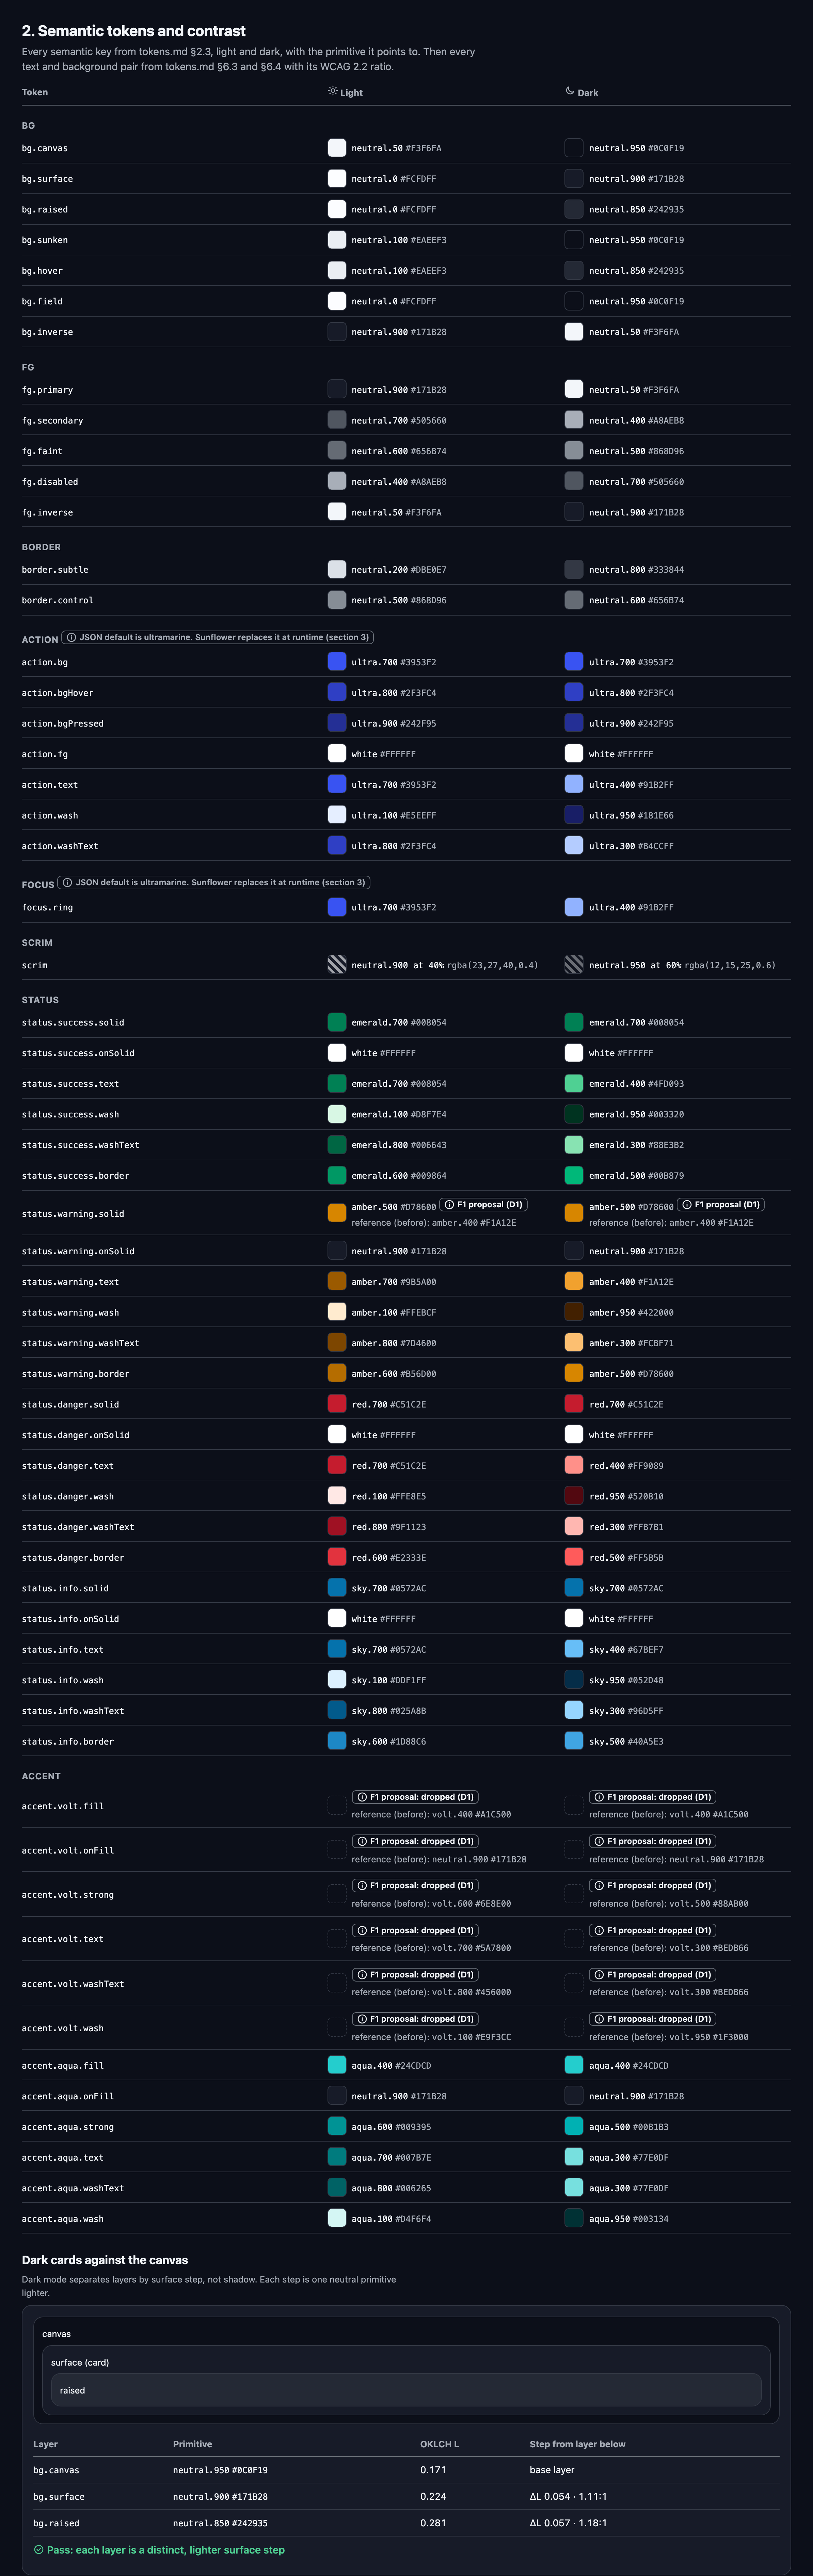 2. Semantic tokens and contrast
Every semantic key from tokens.md §2.3, light and dark, with the primitive it points to. Then every
text and background pair from tokens.md §6.3 and §6.4 with its WCAG 2.2 ratio.
Token Light Dark
BG
bg.canvas neutral.50 #F3F6FA neutral.950 #0C0F19
bg.surface neutral.0 #FCFDFF neutral.900 #171B28
bg.raised neutral.0 #FCFDFF neutral.850 #242935
bg.sunken neutral.100 #EAEEF3 neutral.950 #0C0F19
bg.hover neutral.100 #EAEEF3 neutral.850 #242935
bg.field neutral.0 #FCFDFF neutral.950 #0C0F19
bg.inverse neutral.900 #171B28 neutral.50 #F3F6FA
FG
fg.primary neutral.900 #171B28 neutral.50 #F3F6FA
fg.secondary neutral.700 #505660 neutral.400 #A8AEB8
fg.faint neutral.600 #656B74 neutral.500 #868D96
fg.disabled neutral.400 #A8AEB8 neutral.700 #505660
fg.inverse neutral.50 #F3F6FA neutral.900 #171B28
BORDER
border.subtle neutral.200 #DBE0E7 neutral.800 #333844
border.control neutral.500 #868D96 neutral.600 #656B74
ACTION JSON default is ultramarine. Sunflower replaces it at runtime (section 3)
action.bg ultra.700 #3953F2 ultra.700 #3953F2
action.bgHover ultra.800 #2F3FC4 ultra.800 #2F3FC4
action.bgPressed ultra.900 #242F95 ultra.900 #242F95
action.fg white #FFFFFF white #FFFFFF
action.text ultra.700 #3953F2 ultra.400 #91B2FF
action.wash ultra.100 #E5EEFF ultra.950 #181E66
action.washText ultra.800 #2F3FC4 ultra.300 #B4CCFF
FOCUS JSON default is ultramarine. Sunflower replaces it at runtime (section 3)
focus.ring ultra.700 #3953F2 ultra.400 #91B2FF
SCRIM
scrim neutral.900 at 40% rgba(23,27,40,0.4) neutral.950 at 60% rgba(12,15,25,0.6)
STATUS
status.success.solid emerald.700 #008054 emerald.700 #008054
status.success.onSolid white #FFFFFF white #FFFFFF
status.success.text emerald.700 #008054 emerald.400 #4FD093
status.success.wash emerald.100 #D8F7E4 emerald.950 #003320
status.success.washText emerald.800 #006643 emerald.300 #88E3B2
status.success.border emerald.600 #009864 emerald.500 #00B879
status.warning.solid amber.500 #D78600 F1 proposal (D1) amber.500 #D78600 F1 proposal (D1)
reference (before): amber.400 #F1A12E reference (before): amber.400 #F1A12E
status.warning.onSolid neutral.900 #171B28 neutral.900 #171B28
status.warning.text amber.700 #9B5A00 amber.400 #F1A12E
status.warning.wash amber.100 #FFEBCF amber.950 #422000
status.warning.washText amber.800 #7D4600 amber.300 #FCBF71
status.warning.border amber.600 #B56D00 amber.500 #D78600
status.danger.solid red.700 #C51C2E red.700 #C51C2E
status.danger.onSolid white #FFFFFF white #FFFFFF
status.danger.text red.700 #C51C2E red.400 #FF9089
status.danger.wash red.100 #FFE8E5 red.950 #520810
status.danger.washText red.800 #9F1123 red.300 #FFB7B1
status.danger.border red.600 #E2333E red.500 #FF5B5B
status.info.solid sky.700 #0572AC sky.700 #0572AC
status.info.onSolid white #FFFFFF white #FFFFFF
status.info.text sky.700 #0572AC sky.400 #67BEF7
status.info.wash sky.100 #DDF1FF sky.950 #052D48
status.info.washText sky.800 #025A8B sky.300 #96D5FF
status.info.border sky.600 #1D88C6 sky.500 #40A5E3
ACCENT
accent.volt.fill F1 proposal: dropped (D1) F1 proposal: dropped (D1)
reference (before): volt.400 #A1C500 reference (before): volt.400 #A1C500
accent.volt.onFill F1 proposal: dropped (D1) F1 proposal: dropped (D1)
reference (before): neutral.900 #171B28 reference (before): neutral.900 #171B28
accent.volt.strong F1 proposal: dropped (D1) F1 proposal: dropped (D1)
reference (before): volt.600 #6E8E00 reference (before): volt.500 #88AB00
accent.volt.text F1 proposal: dropped (D1) F1 proposal: dropped (D1)
reference (before): volt.700 #5A7800 reference (before): volt.300 #BEDB66
accent.volt.washText F1 proposal: dropped (D1) F1 proposal: dropped (D1)
reference (before): volt.800 #456000 reference (before): volt.300 #BEDB66
accent.volt.wash F1 proposal: dropped (D1) F1 proposal: dropped (D1)
reference (before): volt.100 #E9F3CC reference (before): volt.950 #1F3000
accent.aqua.fill aqua.400 #24CDCD aqua.400 #24CDCD
accent.aqua.onFill neutral.900 #171B28 neutral.900 #171B28
accent.aqua.strong aqua.600 #009395 aqua.500 #00B1B3
accent.aqua.text aqua.700 #007B7E aqua.300 #77E0DF
accent.aqua.washText aqua.800 #006265 aqua.300 #77E0DF
accent.aqua.wash aqua.100 #D4F6F4 aqua.950 #003134
Dark cards against the canvas
Dark mode separates layers by surface step, not shadow. Each step is one neutral primitive
lighter.
canvas
surface (card)
raised
Layer Primitive OKLCH L Step from layer below
bg.canvas neutral.950 #0C0F19 0.171 base layer
bg.surface neutral.900 #171B28 0.224 ΔL 0.054 · 1.11:1
bg.raised neutral.850 #242935 0.281 ΔL 0.057 · 1.18:1
Pass: each layer is a distinct, lighter surface step